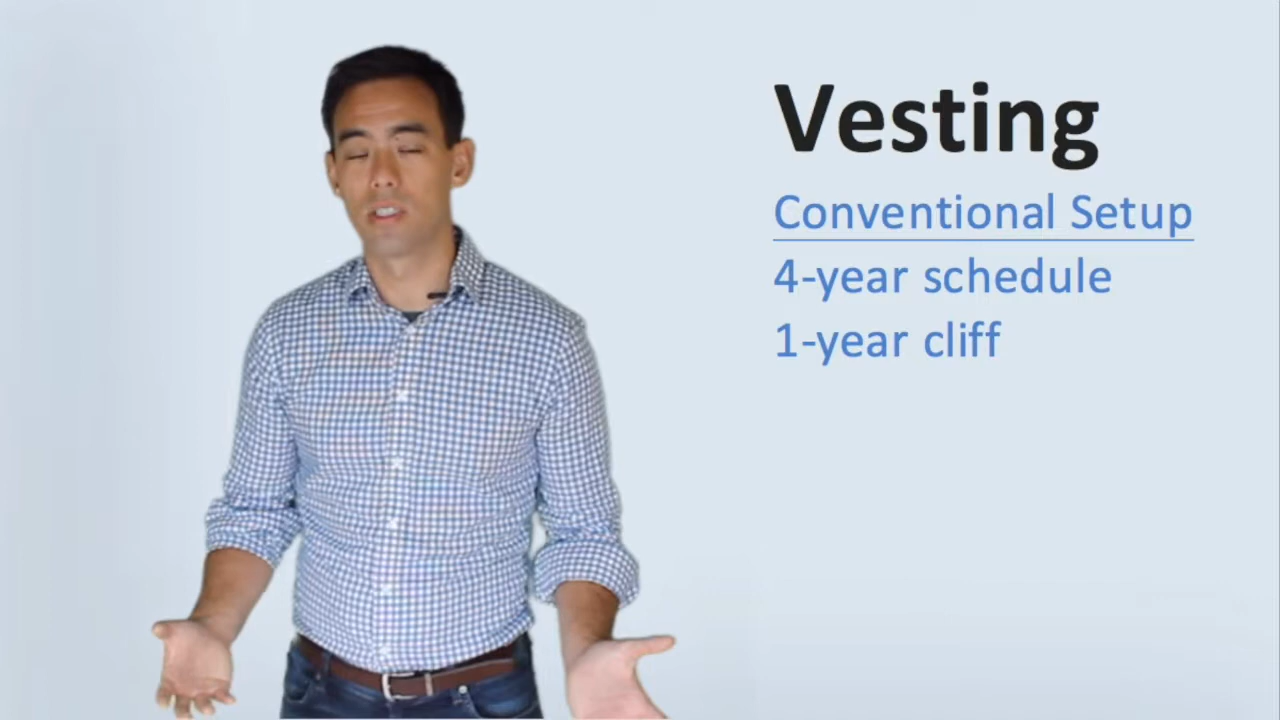 Vesting
Conventional Setup
4-year schedule
1-year cliff